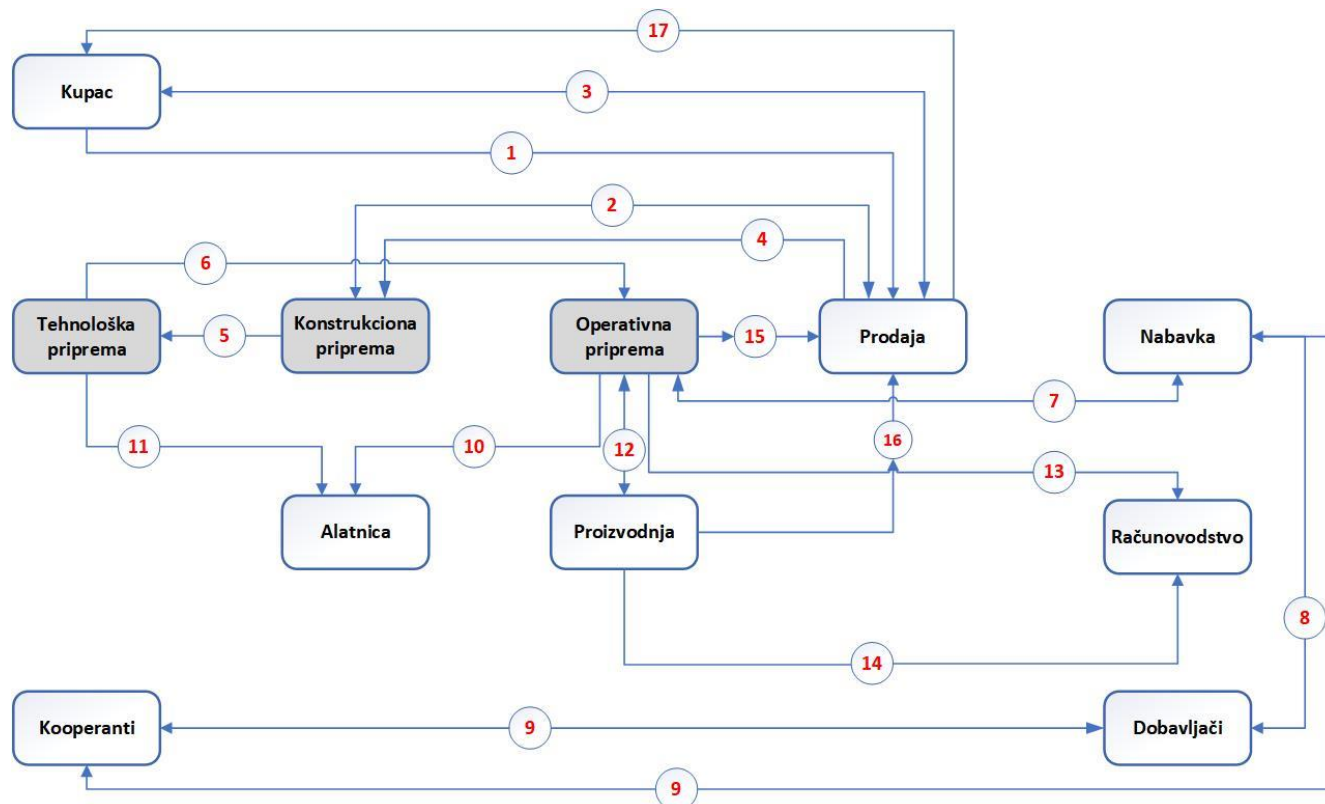 17
Kupac
3
1
2
4
6
Tehnološka
priprema
5
Konstrukciona
priprema
Operativna
priprema
15
Prodaja
Nabavka
7
11
10
12
16
13
Alatnica
Proizvodnja
Računovodstvo
8
14
Kooperanti
9
Dobavljači
9